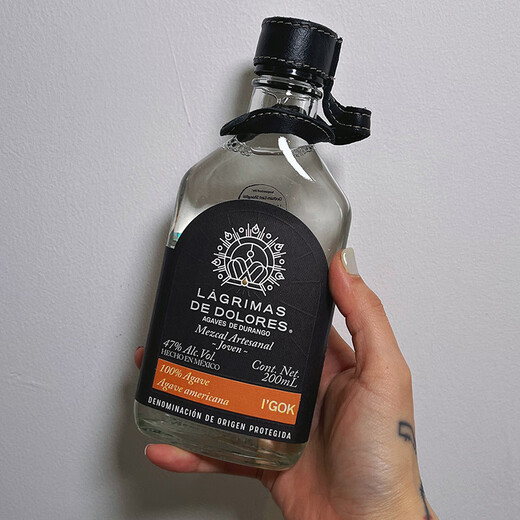 LÁGRIMAS
DE DOLORES®
AGAVES DE DURANGO
Mezcal Artesanal
- Joven -
47% Alc. Vol.
HECHO EN MÉXICO
Cont. Net.
200mL
100% Agave
Agave americana
I'GOK
DENOMINACIÓN DE ORIGEN PROTEGIDA